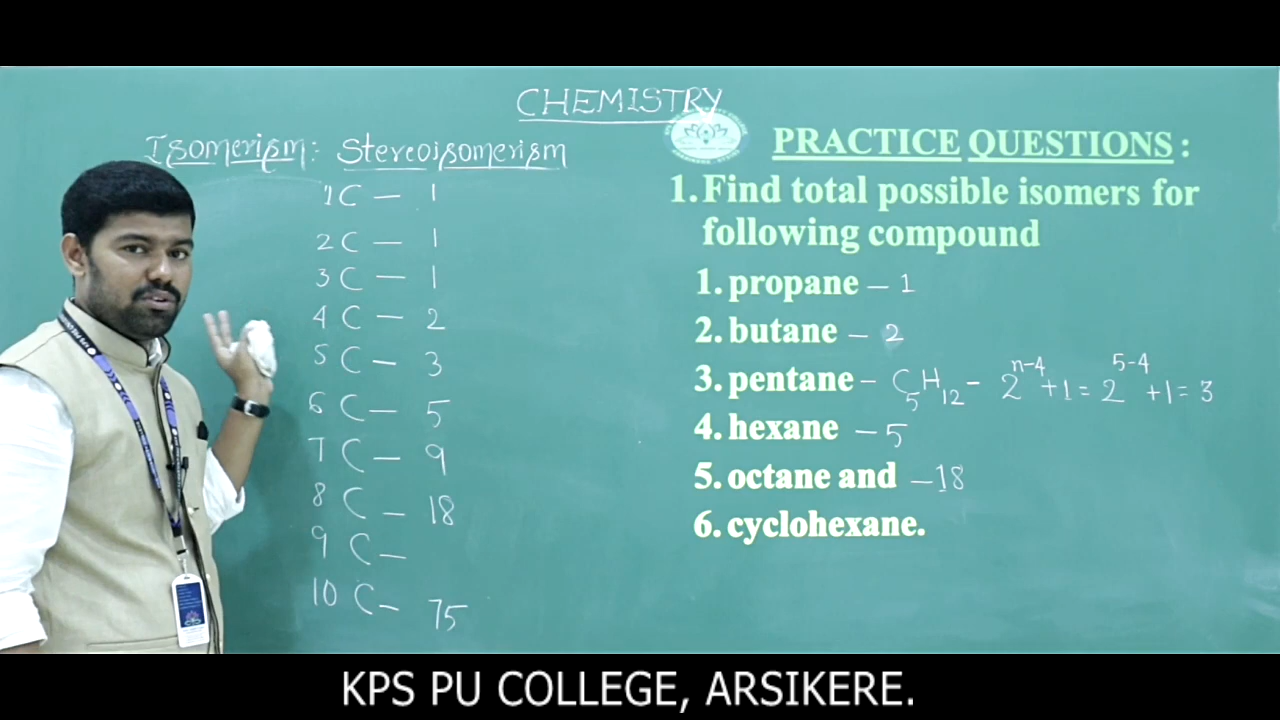 CHEMISTRY
Isomerism: Stereoisomerism
1C - 1
2C - 1
3C - 1
4C - 2
5C - 3
6C - 5
7C - 9
8C - 18
9C -
10C - 75
PRACTICE QUESTIONS :
1.Find total possible isomers for
following compound
1. propane - 1
2. butane - 2
3. pentane - C₅H₁₂ - 2ⁿ⁻⁴+1 = 2⁵⁻⁴+1 = 3
4. hexane - 5
5. octane and - 18
6. cyclohexane.
KPS PU COLLEGE, ARSIKERE.